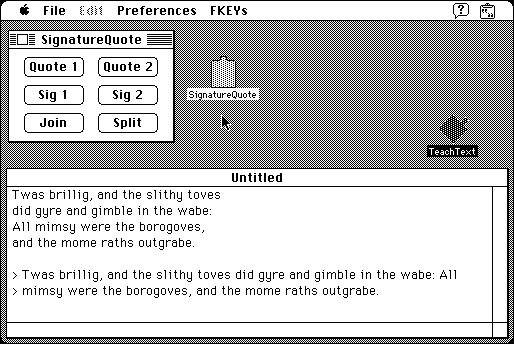 File Edit Preferences FKEYs
SignatureQuote
Quote 1 Quote 2
Sig 1 Sig 2
Join Split
SignatureQuote
TeachText
Untitled
Twas brillig, and the slithy toves
did gyre and gimble in the wabe:
All mimsy were the borogoves,
and the mome raths outgrabe.
> Twas brillig, and the slithy toves did gyre and gimble in the wabe: All
> mimsy were the borogoves, and the mome raths outgrabe.